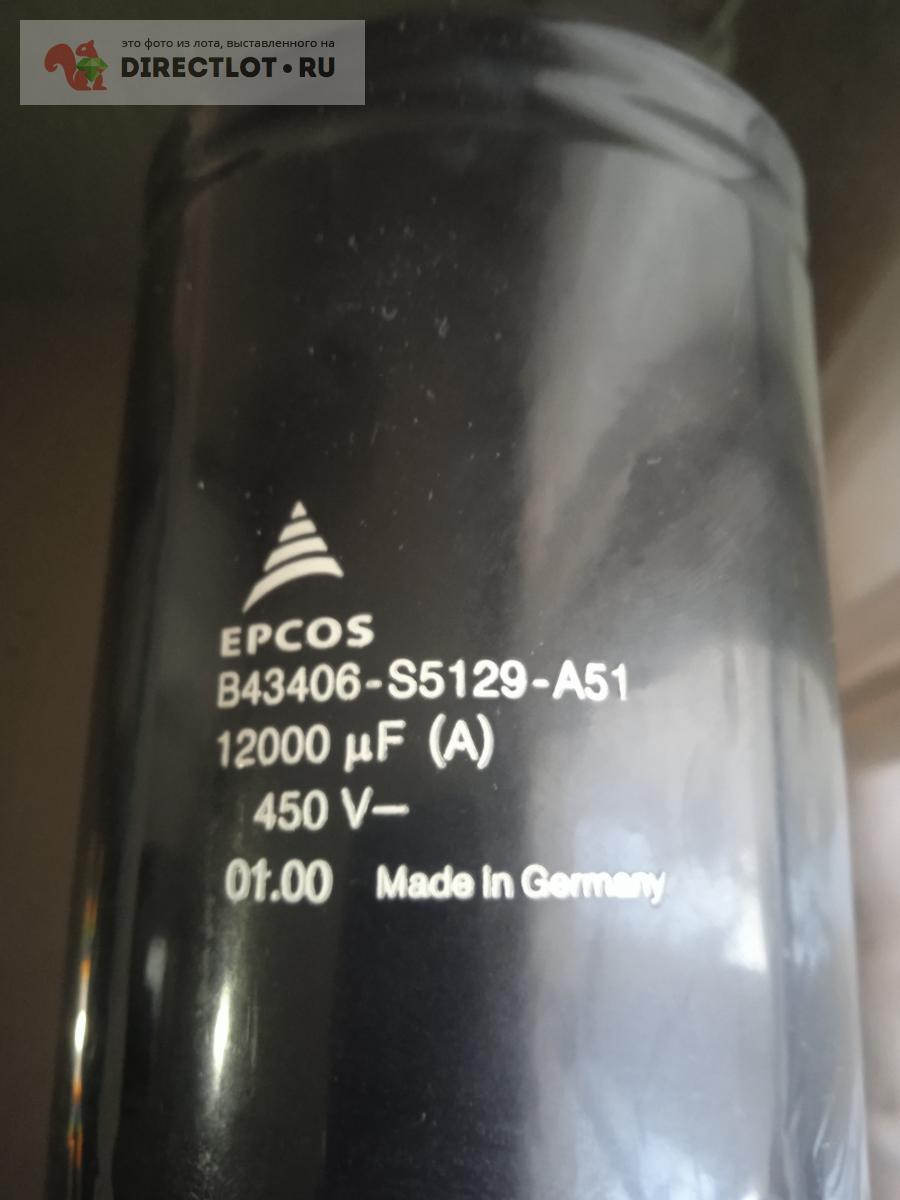 это фото из лота, выставленного на
DIRECTLOT•RU
EPCOS
B43406-S5129-A51
12000 µF (A)
450 V–
01.00 Made in Germany